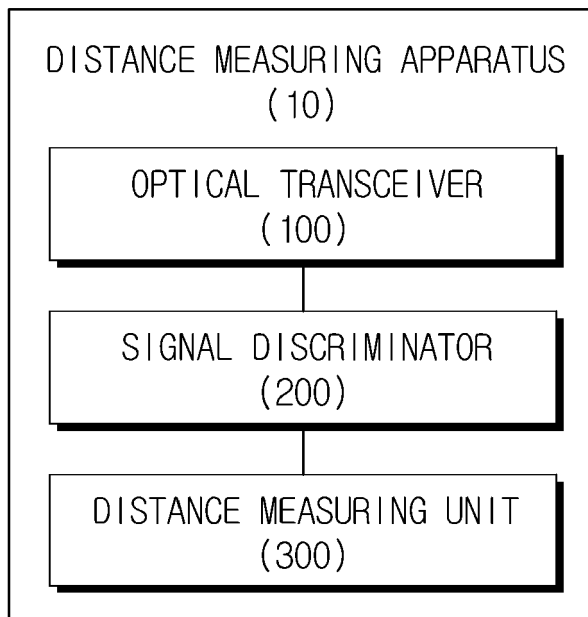 DISTANCE MEASURING APPARATUS
(10)
OPTICAL TRANSCEIVER
(100)
SIGNAL DISCRIMINATOR
(200)
DISTANCE MEASURING UNIT
(300)